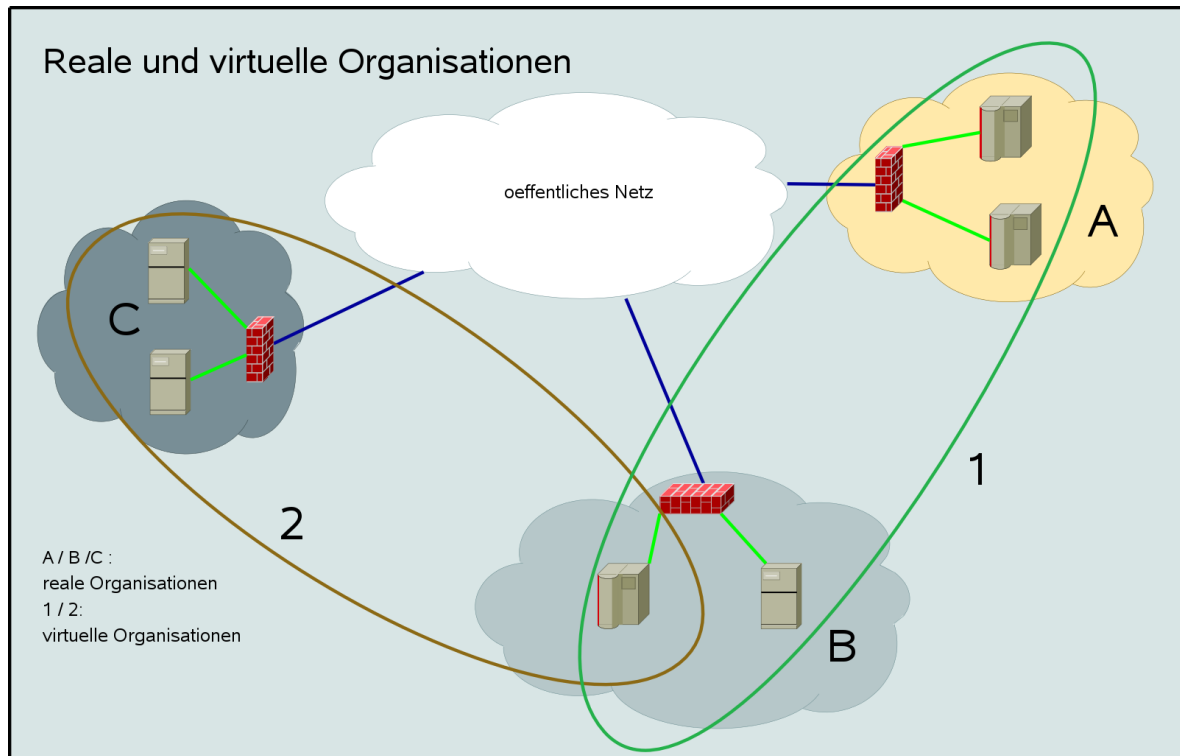 Reale und virtuelle Organisationen
oeffentliches Netz
A
C
1
2
B
A / B /C :
reale Organisationen
1 / 2:
virtuelle Organisationen